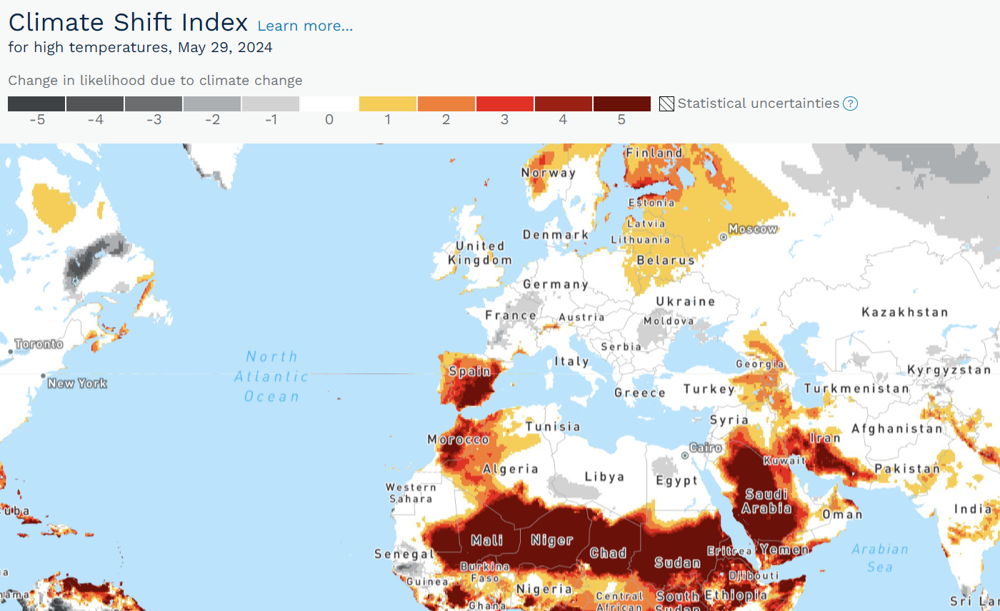 Climate Shift Index Learn more...
for high temperatures, May 29, 2024
Change in likelihood due to climate change
-5 -4 -3 -2 -1 0 1 2 3 4 5
Statistical uncertainties ?
Finland
Norway
Estonia
Latvia
Moscow
Denmark
Lithuania
United
Kingdom
Belarus
Germany
Ukraine
France
Austria
Moldova
Kazakhstan
Toronto
Serbia
North
Atlantic
Ocean
Italy
Georgia
Spain
Kyrgyzstan
New York
Greece
Turkey
Turkmenistan
Syria
Tunisia
Afghanistan
Morocco
Iran
Cairo
Kuwait
Algeria
Libya
Egypt
Pakistan
Western
Sahara
Saudi
Arabia
uba
Oman
India
Mali
Niger
Chad
Senegal
Eritrea
Yemen
Arabian
Sea
Sudan
Burkina
Faso
Djibouti
Guinea
Nigeria
Central
African
South
Sudan
Ethiopia
Ghana
a
ama
Sri La